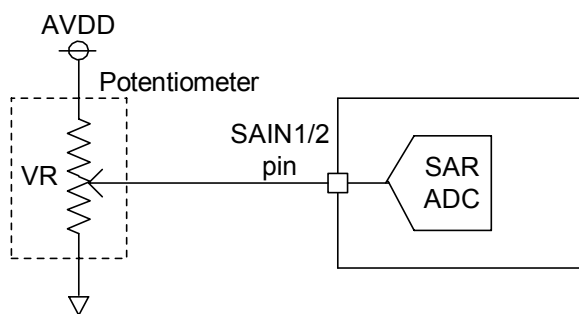 AVDD
Potentiometer
VR
SAIN1/2
pin
SAR
ADC